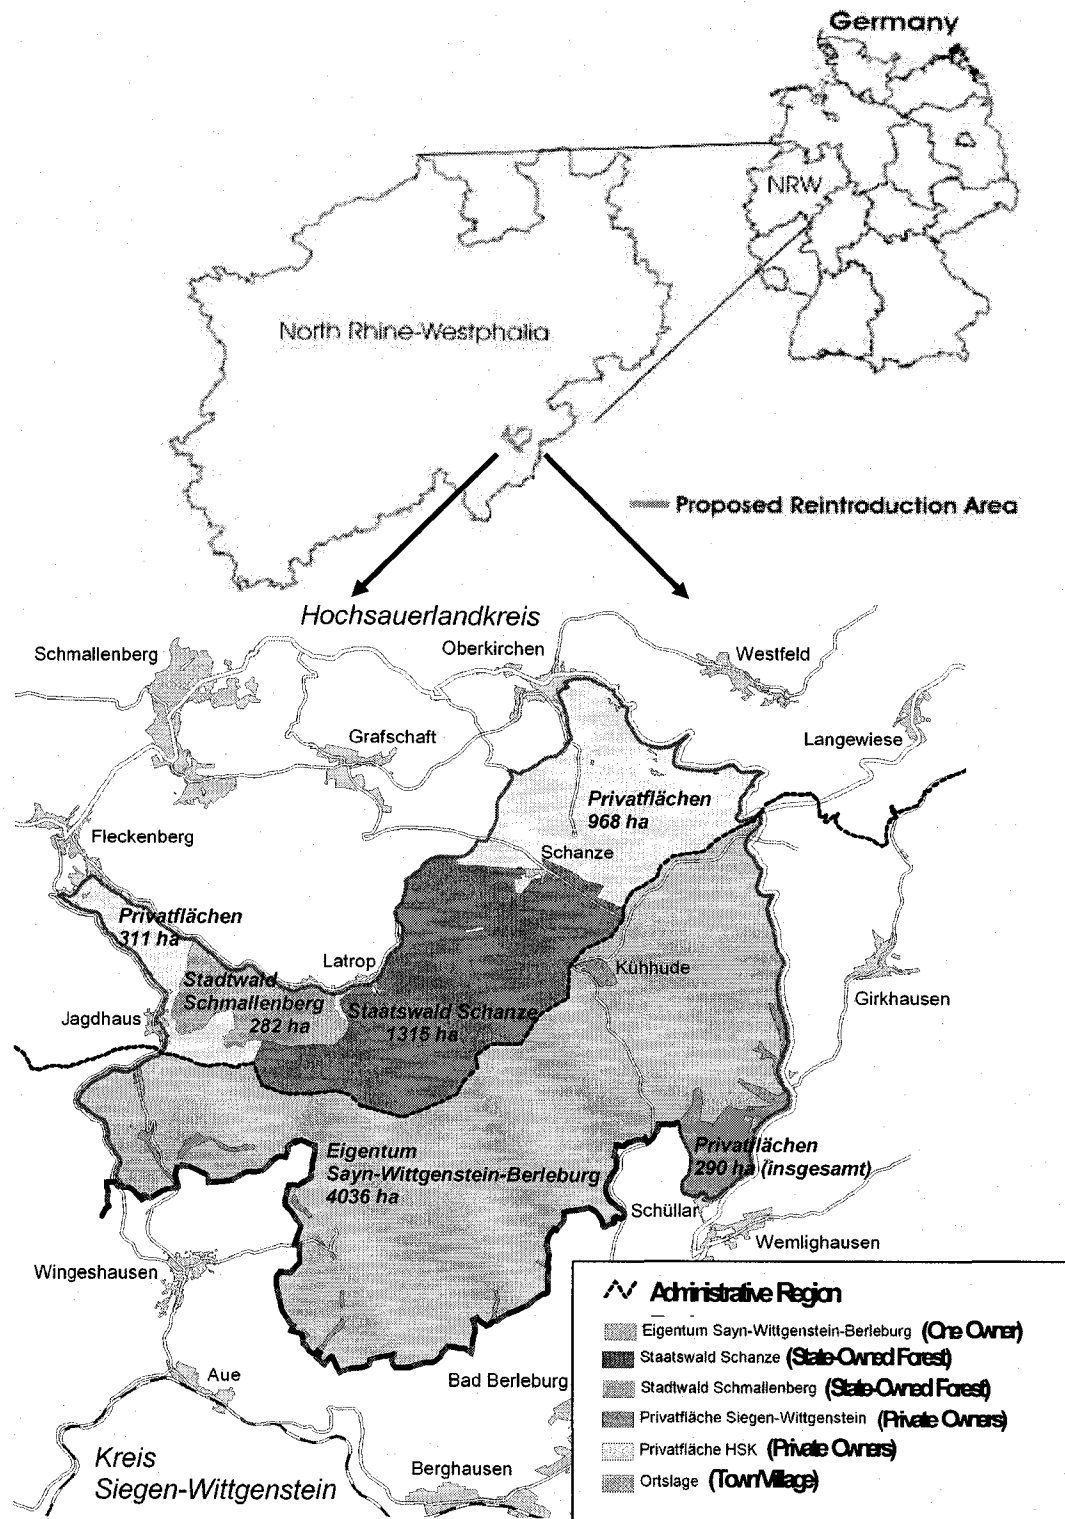 Germany
NRW
North Rhine-Westphalia
Proposed Reintroduction Area
Hochsauerlandkreis
Schmallenberg
Oberkirchen
Westfeld
Grafschaft
Langewiese
Privatflächen
968 ha
Fleckenberg
Schanze
Privatflächen
311 ha
Latrop
Kühhude
Stadtwald
Schmallenberg
282 ha
Staatswald Schanze
1315 ha
Girkhausen
Jagdhaus
Eigentum
Sayn-Wittgenstein-Berleburg
4036 ha
Privatflächen
290 ha (insgesamt)
Schüllar
Wemlighausen
Wingeshausen
Aue
Bad Berleburg
Kreis
Siegen-Wittgenstein
Berghausen
Administrative Region
Eigentum Sayn-Wittgenstein-Berleburg (One Owner)
Staatswald Schanze (State-Owned Forest)
Stadtwald Schmallenberg (State-Owned Forest)
Privatfläche Siegen-Wittgenstein (Private Owners)
Privatfläche HSK (Private Owners)
Ortslage (Town/Village)